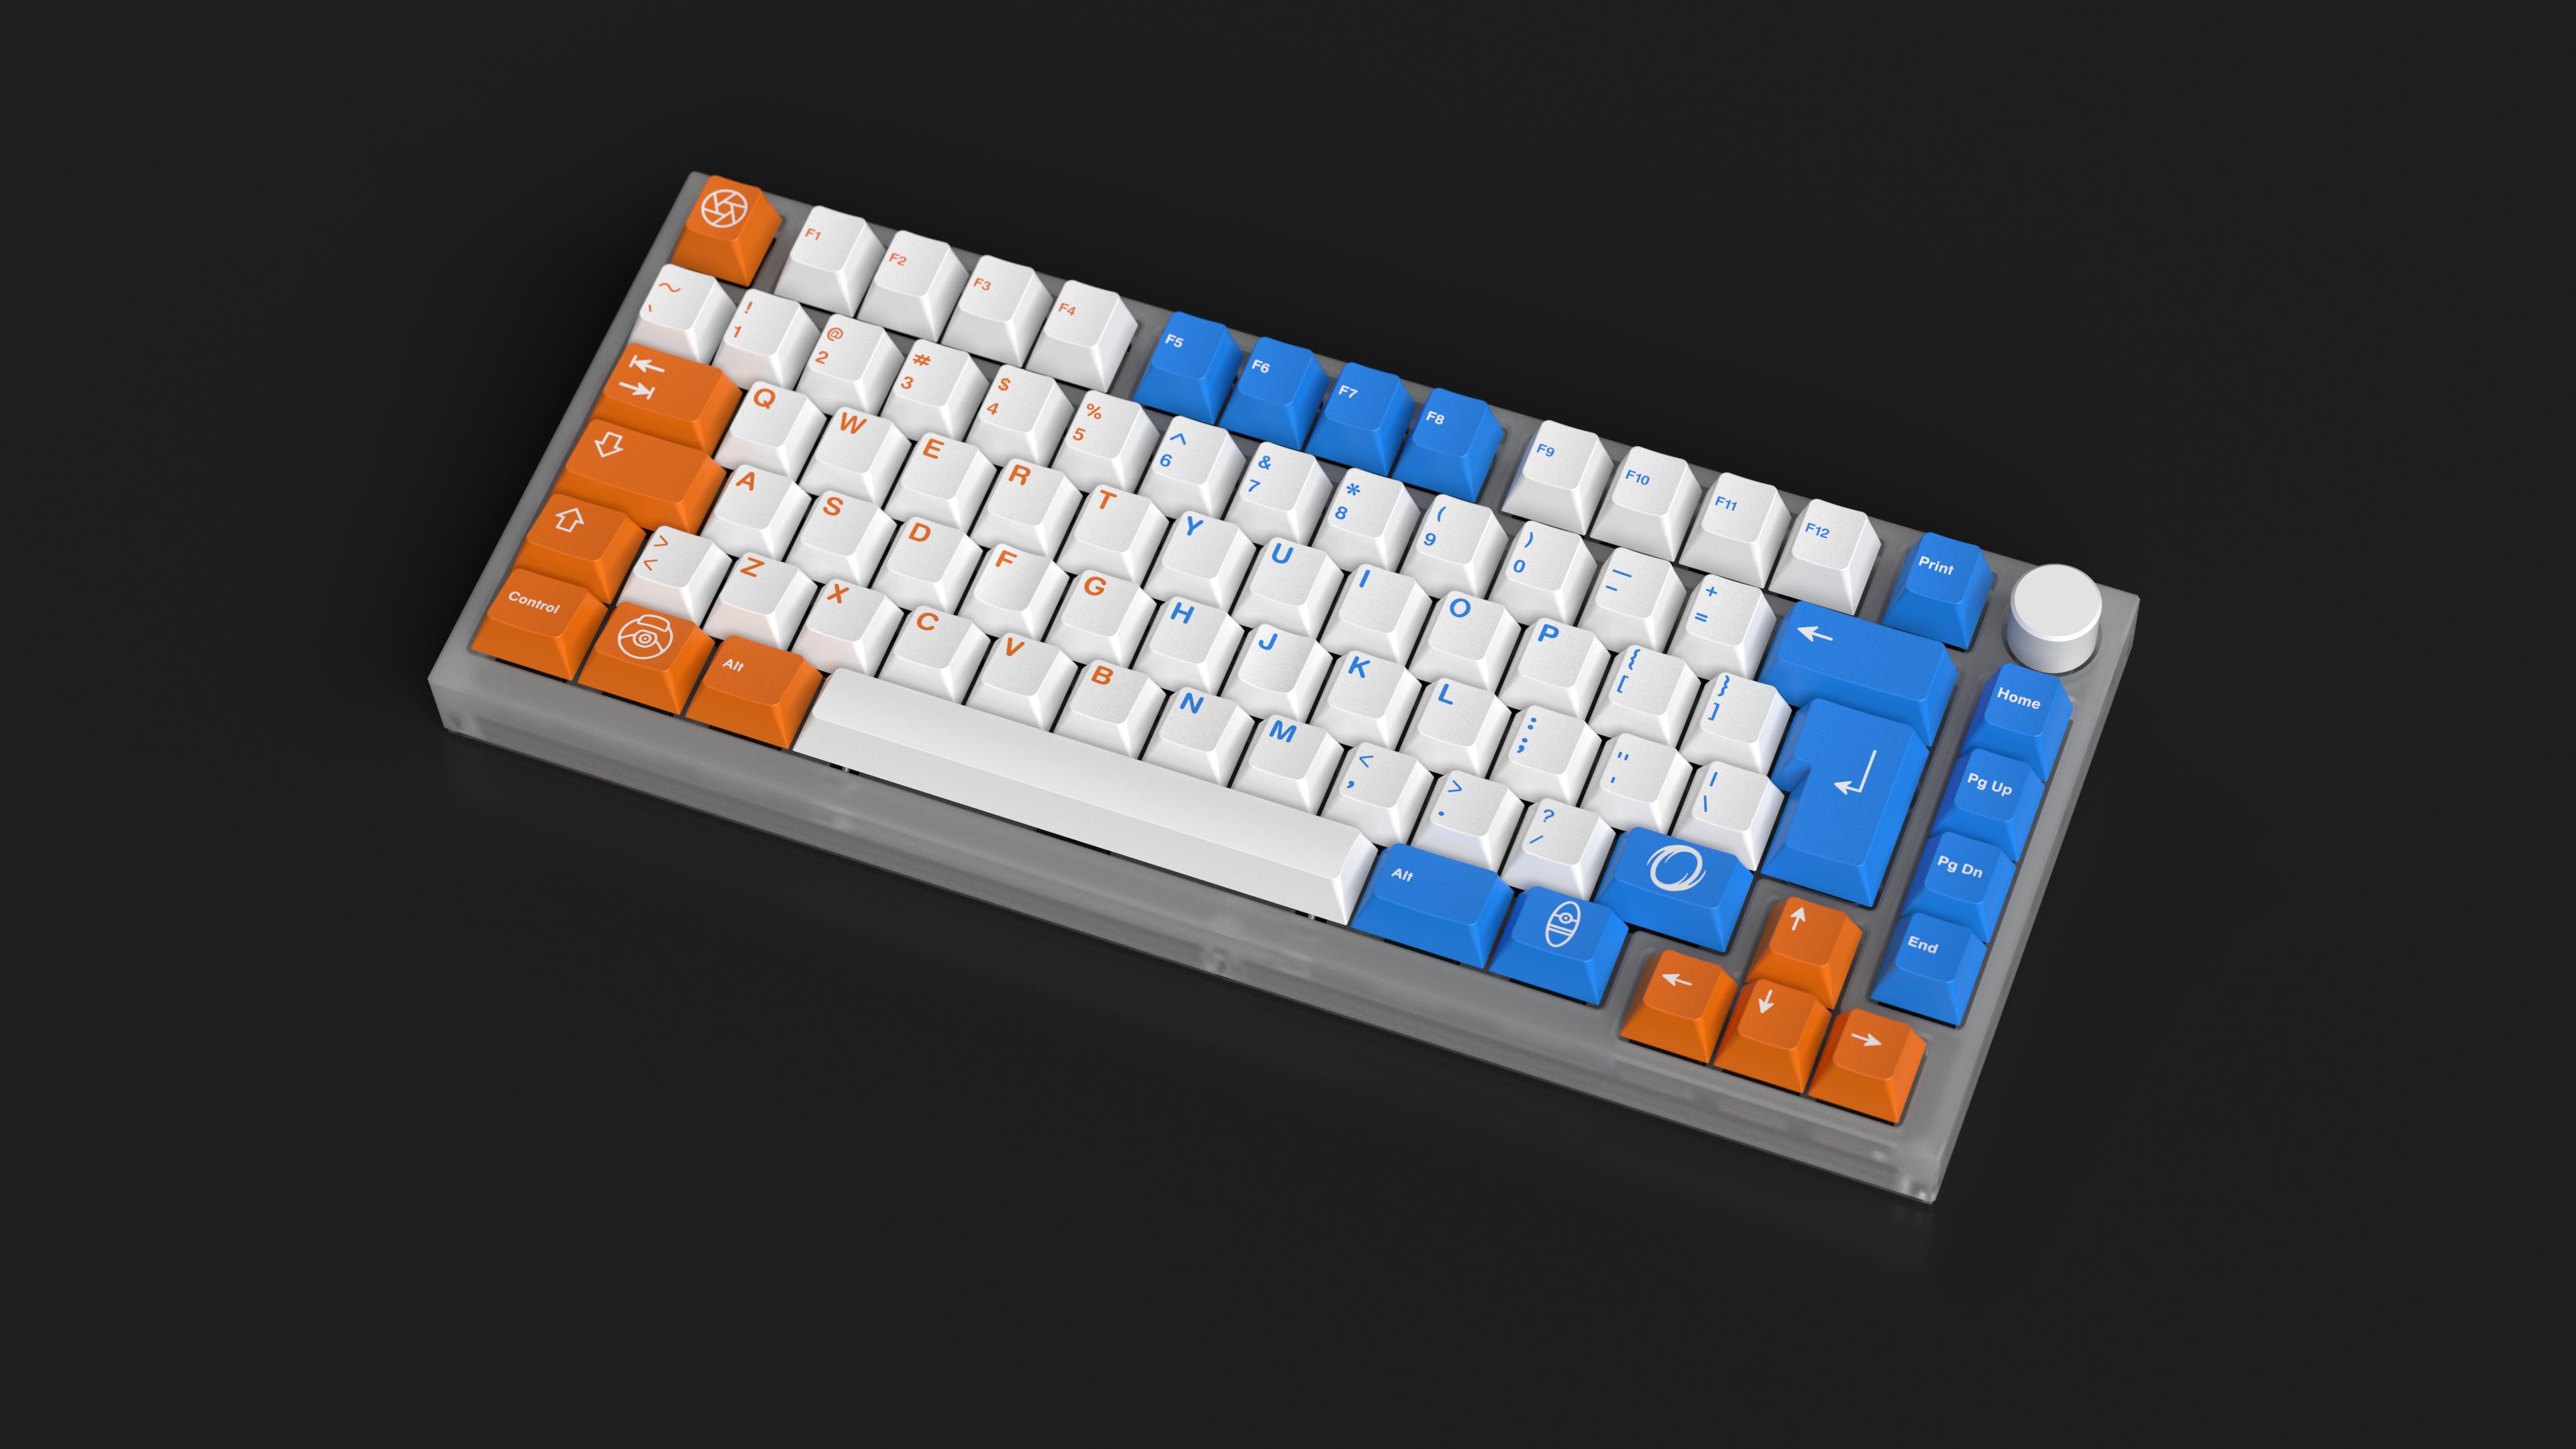 F1 F2 F3 F4 F5 F6 F7 F8 F9 F10 F11 F12 Print
~ ! @ # $ % ^ & * ( ) — +
` 1 2 3 4 5 6 7 8 9 0 - =
Q W E R T Y U I O P { }
[ ]
Home
A S D F G H J K L : " |
; ' \
Pg Up
> Z X C V B N M < > ?
< , . /
Pg Dn
Control Alt Alt End